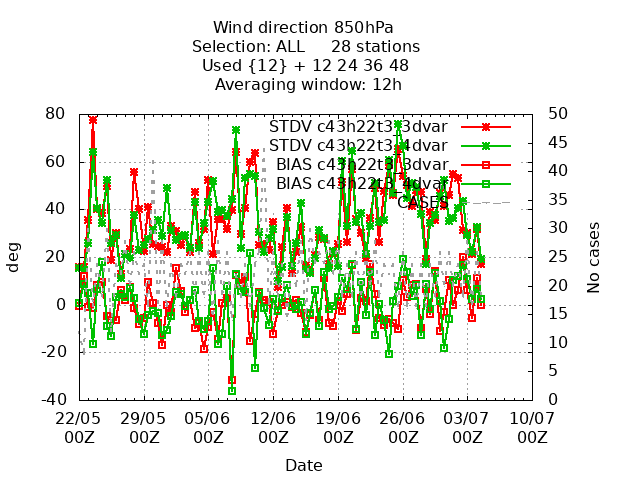 Wind direction 850hPa
Selection: ALL 28 stations
Used {12} + 12 24 36 48
Averaging window: 12h
STDV c43h22t3_3dvar
STDV c43h22t3_4dvar
BIAS c43h22t3_3dvar
BIAS c43h22t3_4dvar
CASES
80
60
40
20
0
-20
-40
50
45
40
35
30
25
20
15
10
5
0
deg
No cases
22/05 29/05 05/06 12/06 19/06 26/06 03/07 10/07
00Z 00Z 00Z 00Z 00Z 00Z 00Z 00Z
Date